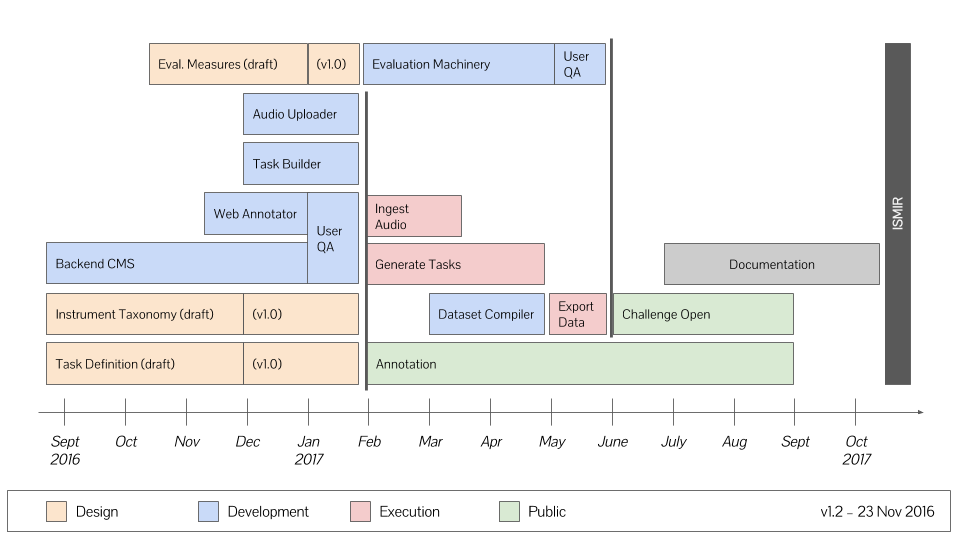 Eval. Measures (draft)
(v1.0)
Evaluation Machinery
User
QA
Audio Uploader
Task Builder
Web Annotator
User
QA
Ingest
Audio
ISMIR
Backend CMS
Generate Tasks
Documentation
Instrument Taxonomy (draft)
(v1.0)
Dataset Compiler
Export
Data
Challenge Open
Task Definition (draft)
(v1.0)
Annotation
Sept
2016
Oct
Nov
Dec
Jan
2017
Feb
Mar
Apr
May
June
July
Aug
Sept
Oct
2017
Design
Development
Execution
Public
v1.2 – 23 Nov 2016